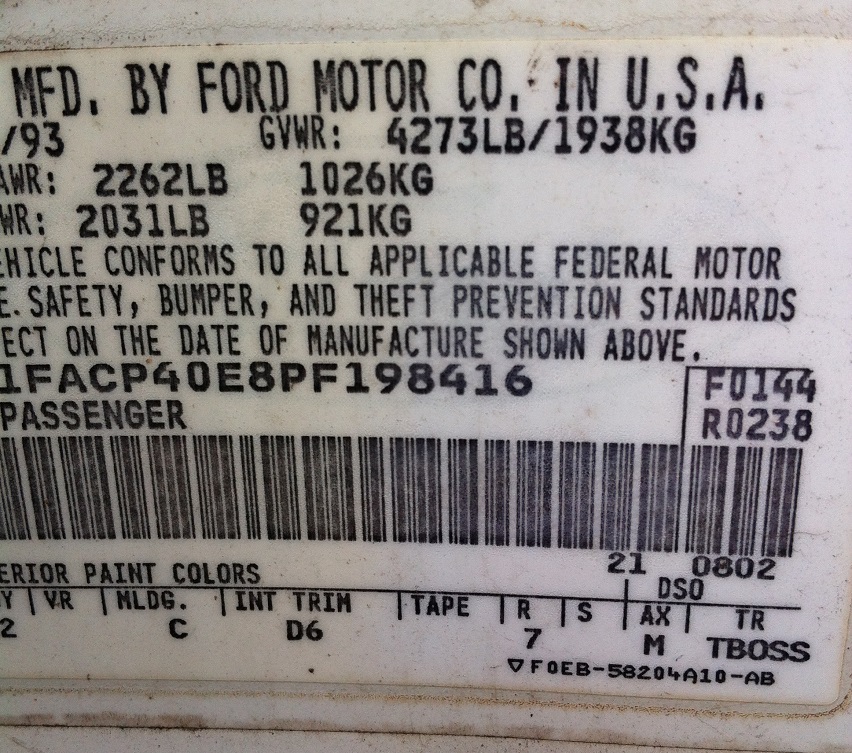 MFD. BY FORD MOTOR CO. IN U.S.A.
/93 GVWR: 4273LB/1938KG
AWR: 2262LB 1026KG
WR: 2031LB 921KG
EHICLE CONFORMS TO ALL APPLICABLE FEDERAL MOTOR
E. SAFETY, BUMPER, AND THEFT PREVENTION STANDARDS
ECT ON THE DATE OF MANUFACTURE SHOWN ABOVE.
1FACP40E8PF198416 F0144
PASSENGER R0238
21 0802
ERIOR PAINT COLORS DSO
Y VR MLDG. INT TRIM TAPE R S AX TR
2 C D6 7 M TBOSS
▽F0EB-58204A10-AB